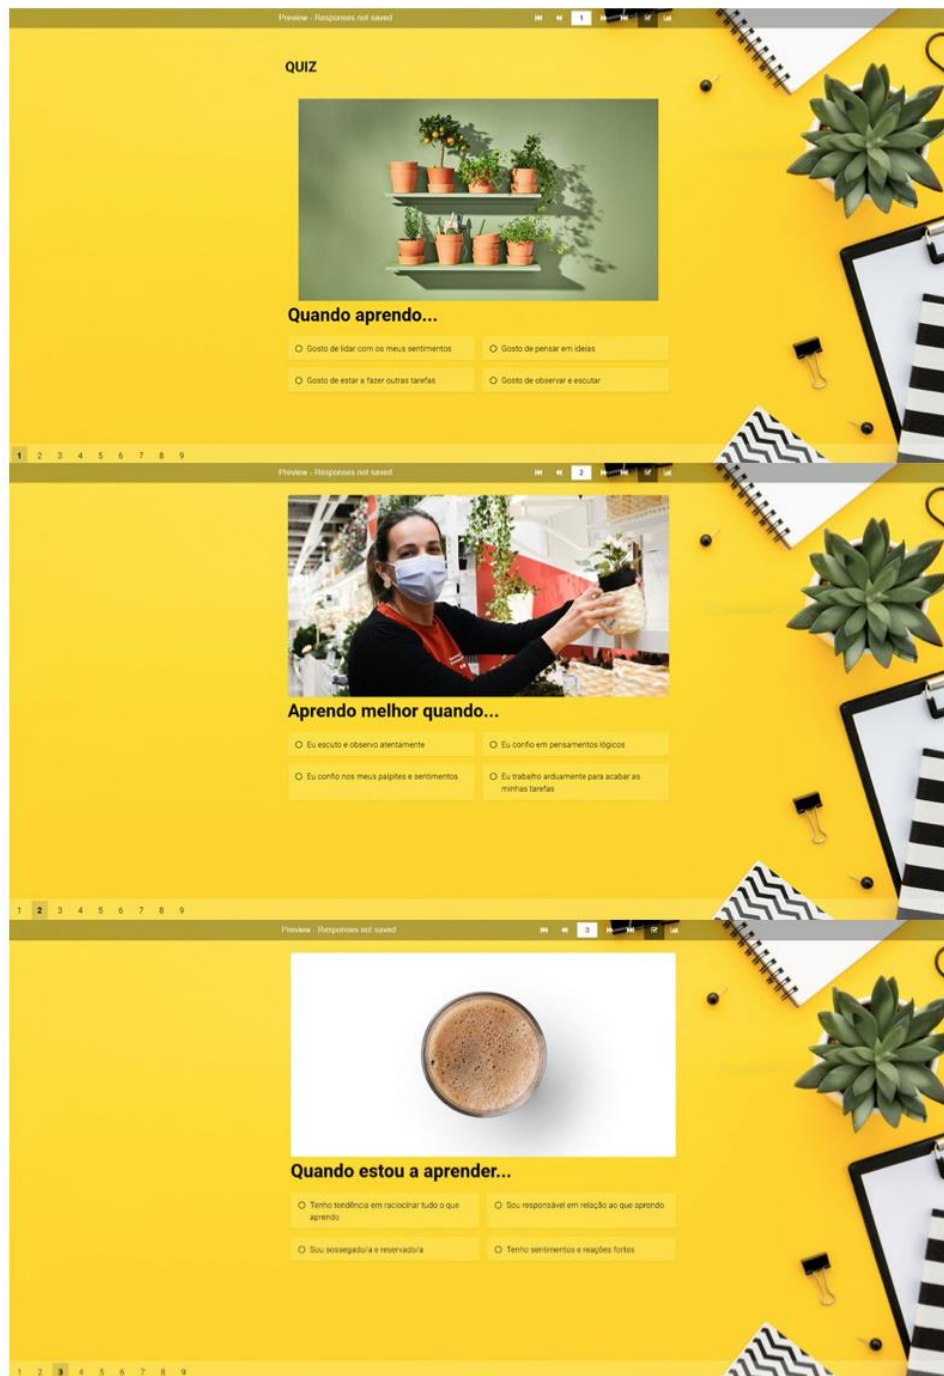 Preview - Responses not saved
1
QUIZ
Quando aprendo...
Gosto de lidar com os meus sentimentos
Gosto de pensar em ideias
Gosto de estar a fazer outras tarefas
Gosto de observar e escutar
1 2 3 4 5 6 7 8 9
Preview - Responses not saved
2
Aprendo melhor quando...
Eu escuto e observo atentamente
Eu confio em pensamentos lógicos
Eu confio nos meus palpites e sentimentos
Eu trabalho arduamente para acabar as
minhas tarefas
1 2 3 4 5 6 7 8 9
Preview - Responses not saved
3
Quando estou a aprender...
Tenho tendência em raciocinar tudo o que
aprendo
Sou responsável em relação ao que aprendo
Sou sossegado/a e reservado/a
Tenho sentimentos e reações fortes
1 2 3 4 5 6 7 8 9